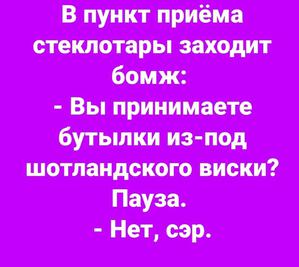 В пункт приёма
стеклотары заходит
бомж:
- Вы принимаете
бутылки из-под
шотландского виски?
Пауза.
- Нет, сэр.